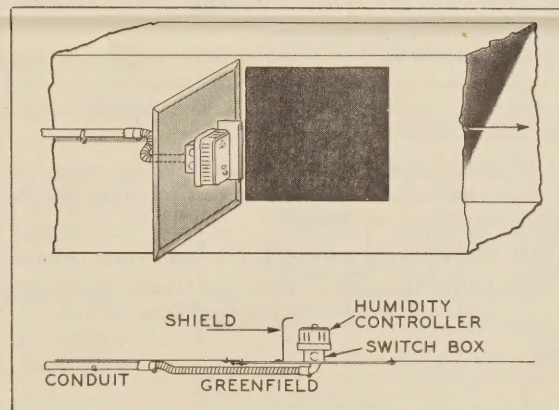 SHIELD
HUMIDITY
CONTROLLER
SWITCH BOX
CONDUIT
GREENFIELD